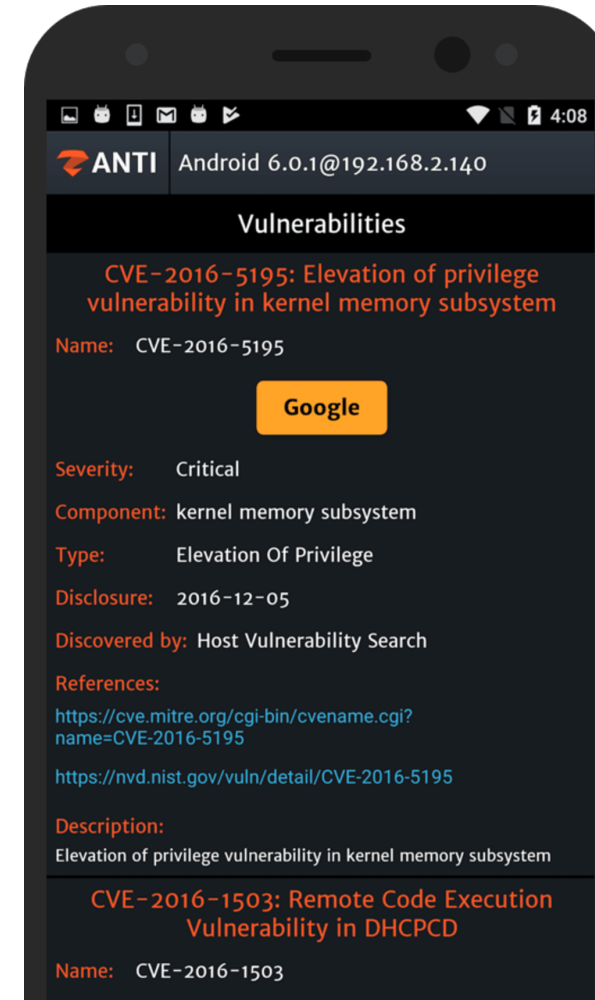 4:08
ANTI Android 6.0.1@192.168.2.140
Vulnerabilities
CVE-2016-5195: Elevation of privilege
vulnerability in kernel memory subsystem
Name: CVE-2016-5195
Google
Severity: Critical
Component: kernel memory subsystem
Type: Elevation Of Privilege
Disclosure: 2016-12-05
Discovered by: Host Vulnerability Search
References:
https://cve.mitre.org/cgi-bin/cvename.cgi?
name=CVE-2016-5195
https://nvd.nist.gov/vuln/detail/CVE-2016-5195
Description:
Elevation of privilege vulnerability in kernel memory subsystem
CVE-2016-1503: Remote Code Execution
Vulnerability in DHCPCD
Name: CVE-2016-1503